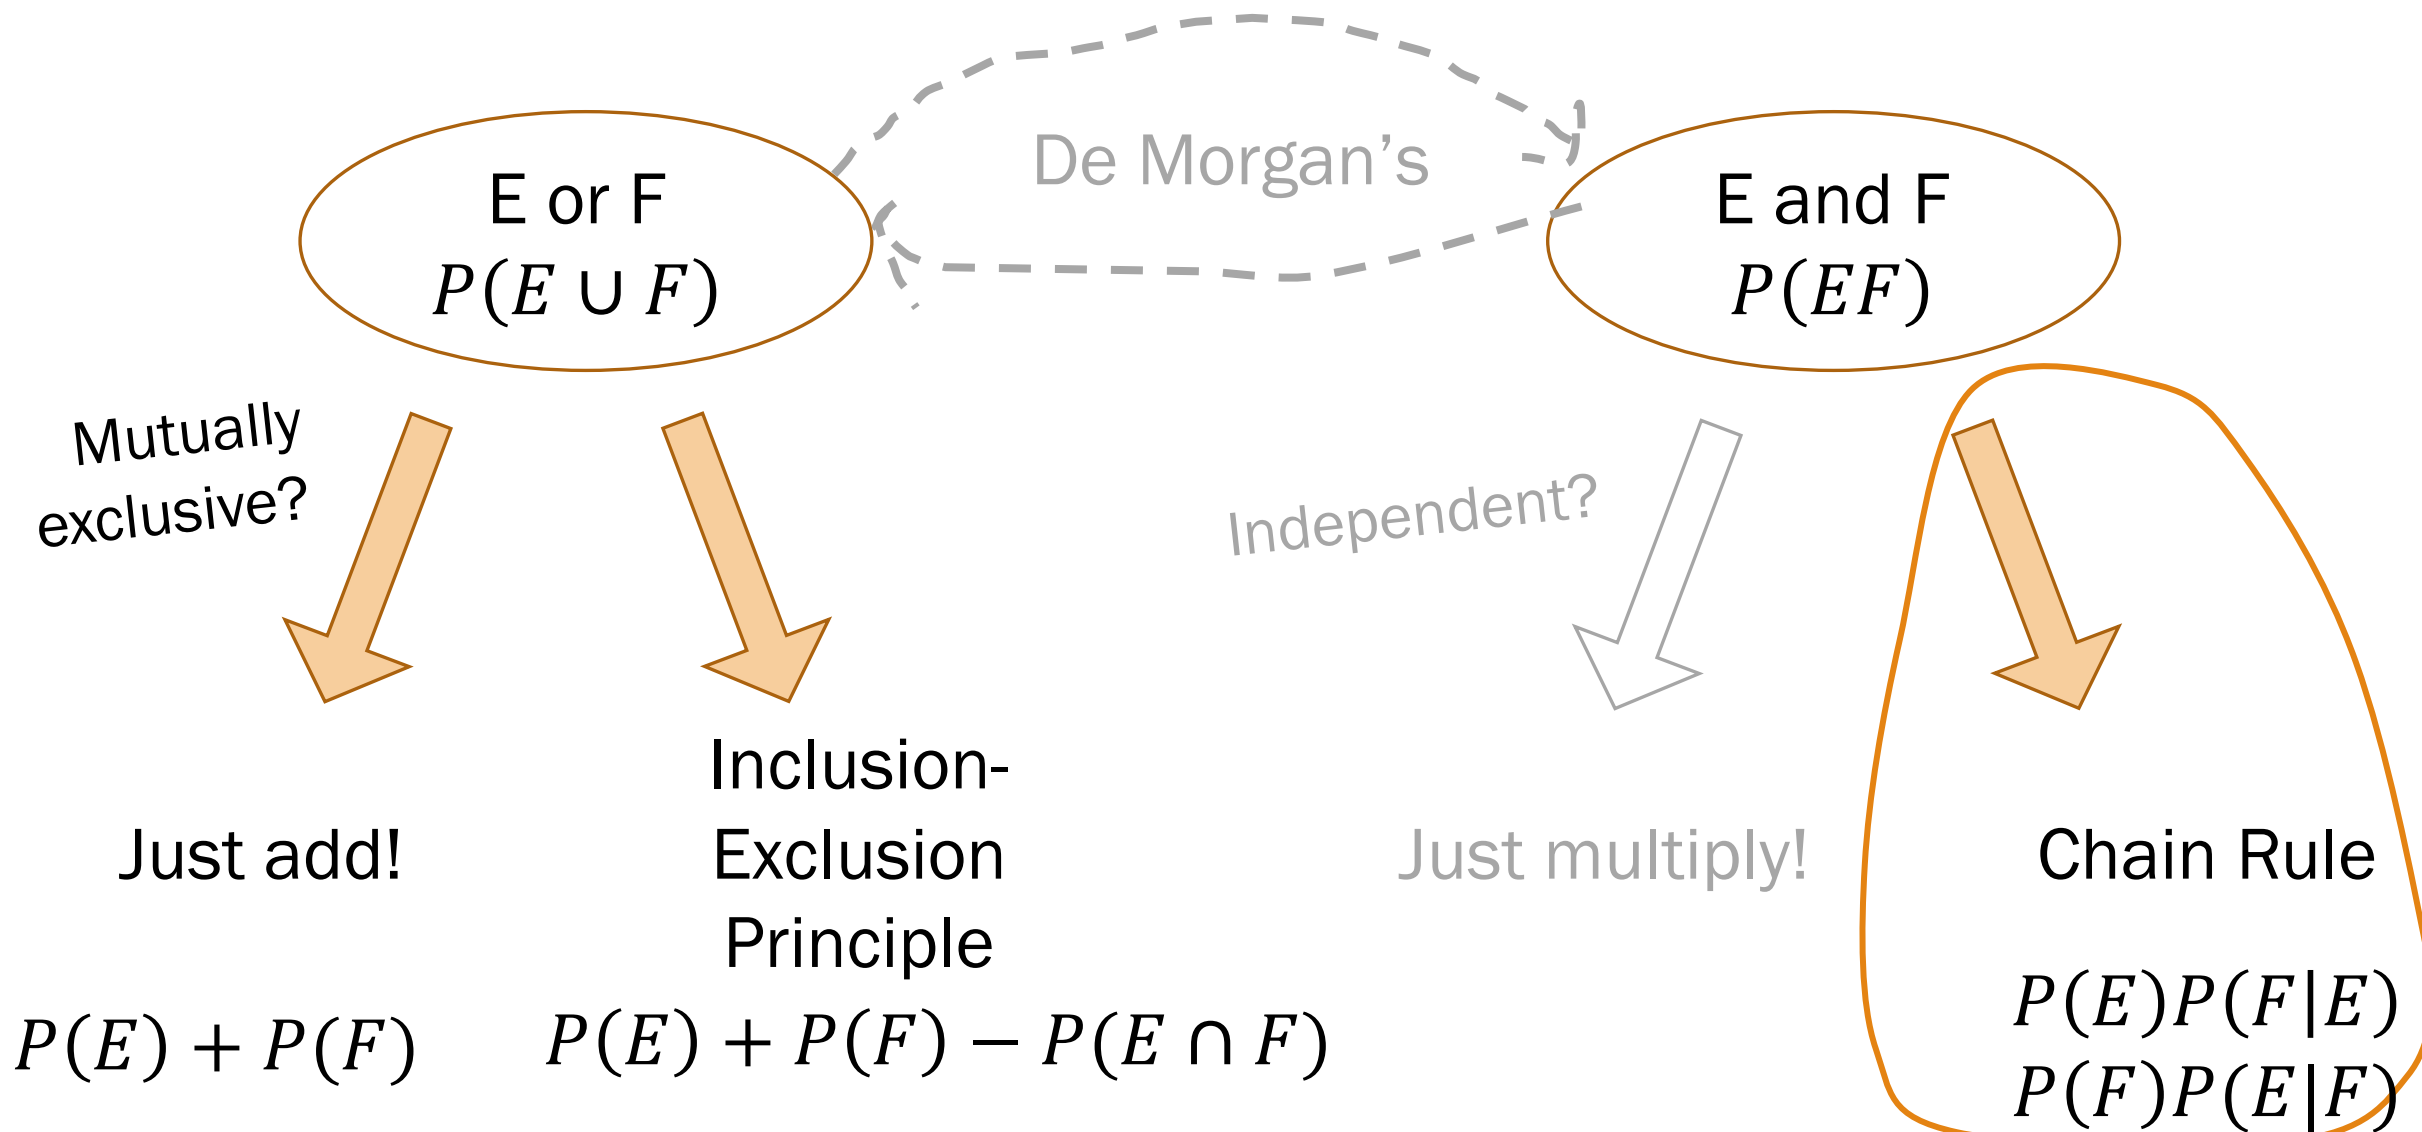 De Morgan’s
E or F
P(E ∪ F)
E and F
P(EF)
Mutually
exclusive?
Independent?
Just add!
P(E) + P(F)
Inclusion-
Exclusion
Principle
P(E) + P(F) − P(E ∩ F)
Just multiply!
Chain Rule
P(E)P(F|E)
P(F)P(E|F)